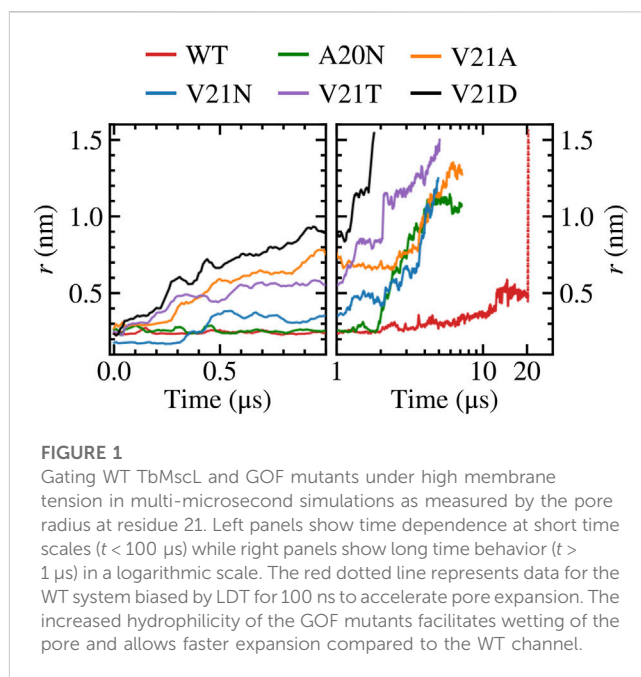 WT A20N V21A
V21N V21T V21D
1.5 1.5
1.0 1.0
r (nm) r (nm)
0.5 0.5
0.0 0.5 1 10 20
Time (μs) Time (μs)
FIGURE 1
Gating WT TbMscL and GOF mutants under high membrane
tension in multi-microsecond simulations as measured by the pore
radius at residue 21. Left panels show time dependence at short time
scales (t < 100 μs) while right panels show long time behavior (t >
1 μs) in a logarithmic scale. The red dotted line represents data for the
WT system biased by LDT for 100 ns to accelerate pore expansion. The
increased hydrophilicity of the GOF mutants facilitates wetting of the
pore and allows faster expansion compared to the WT channel.